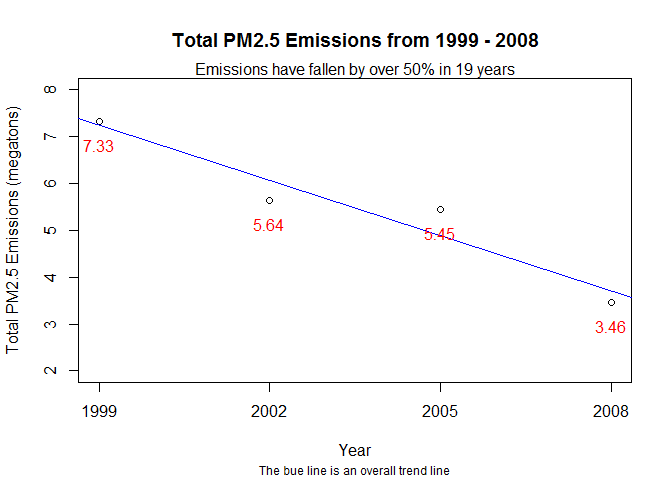 Total PM2.5 Emissions from 1999 - 2008
Emissions have fallen by over 50% in 19 years
Total PM2.5 Emissions (megatons)
8
7
6
5
4
3
2
7.33
5.64
5.45
3.46
1999 2002 2005 2008
Year
The bue line is an overall trend line